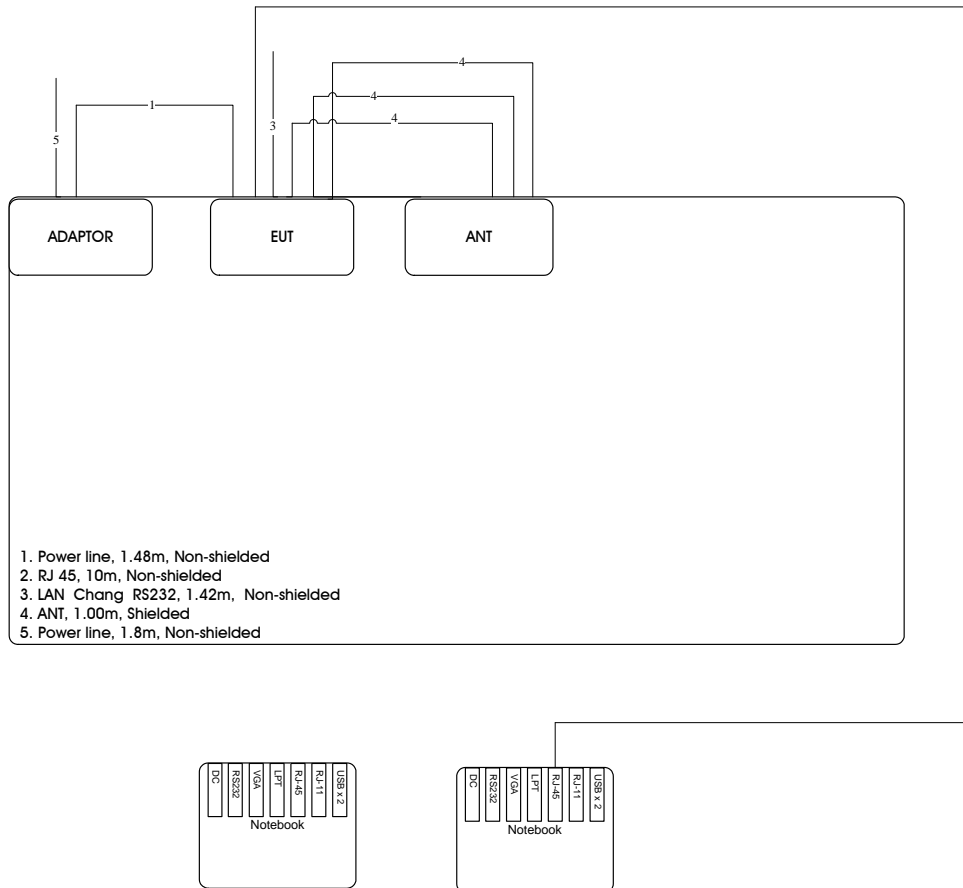 4
4
1
4
5
3
ADAPTOR
EUT
ANT
1. Power line, 1.48m, Non-shielded
2. RJ 45, 10m, Non-shielded
3. LAN Chang RS232, 1.42m, Non-shielded
4. ANT, 1.00m, Shielded
5. Power line, 1.8m, Non-shielded
DC
RS232
VGA
LPT
RJ-45
RJ-11
USB x 2
Notebook
DC
RS232
VGA
LPT
RJ-45
RJ-11
USB x 2
Notebook